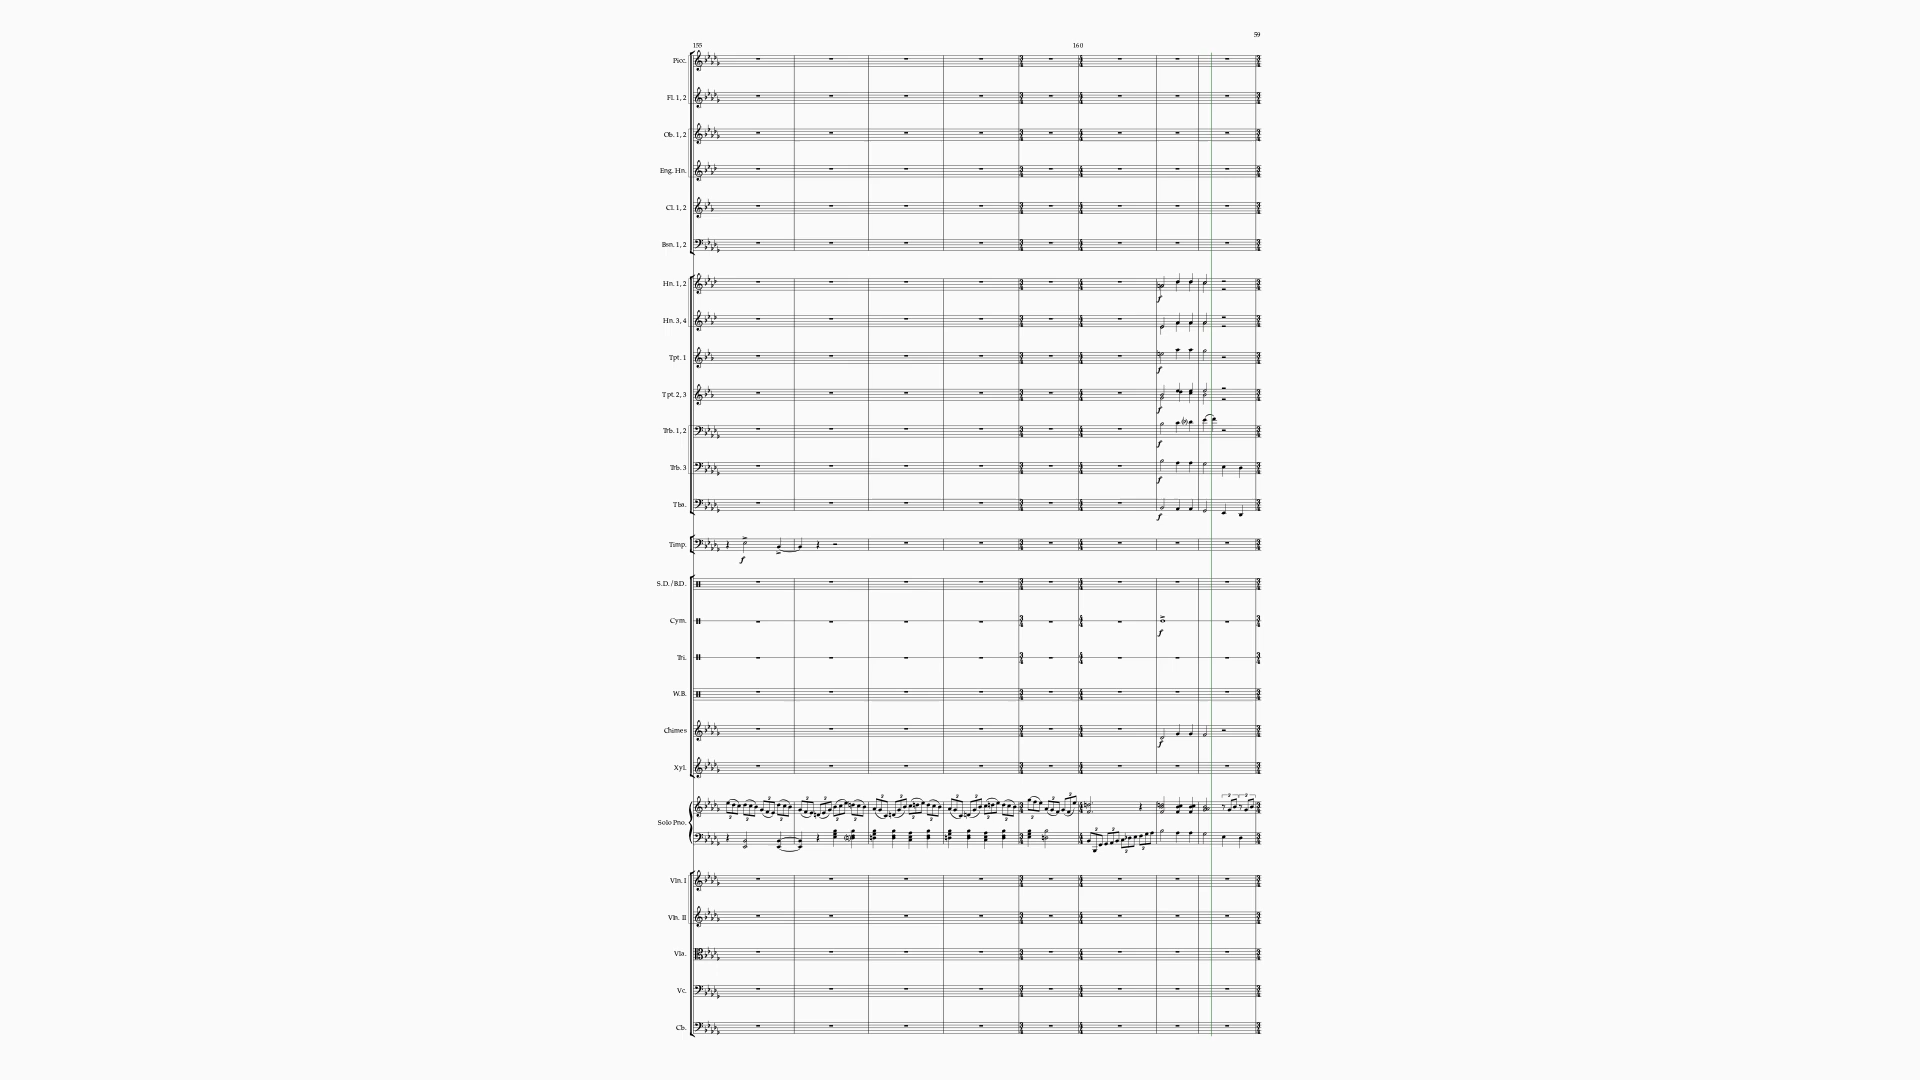 59
155 160
Picc.
Fl. 1, 2
Ob. 1, 2
Eng. Hn.
Cl. 1, 2
Bsn. 1, 2
Hn. 1, 2
f
Hn. 3, 4
Tpt. 1
f
Tpt. 2, 3
f
Trb. 1, 2
f
Trb. 3
f
Tba.
f
Timp.
f
S.D./B.D.
Cym.
f
Tri.
W.B.
Chimes
f
Xyl.
Solo Pno.
Vln. I
Vln. II
Vla.
Vc.
Cb.